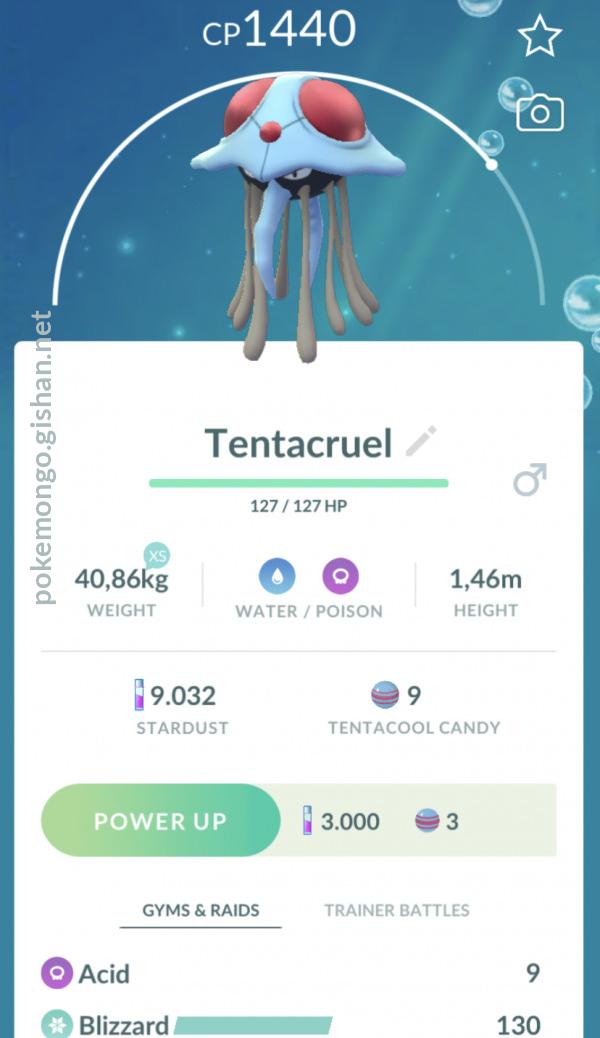 CP1440
pokemongo.gishan.net
Tentacruel
127 / 127 HP
XS
40,86kg
WEIGHT
WATER / POISON
1,46m
HEIGHT
9.032
STARDUST
9
TENTACOOL CANDY
POWER UP
3.000
3
GYMS & RAIDS
TRAINER BATTLES
Acid
9
Blizzard
130